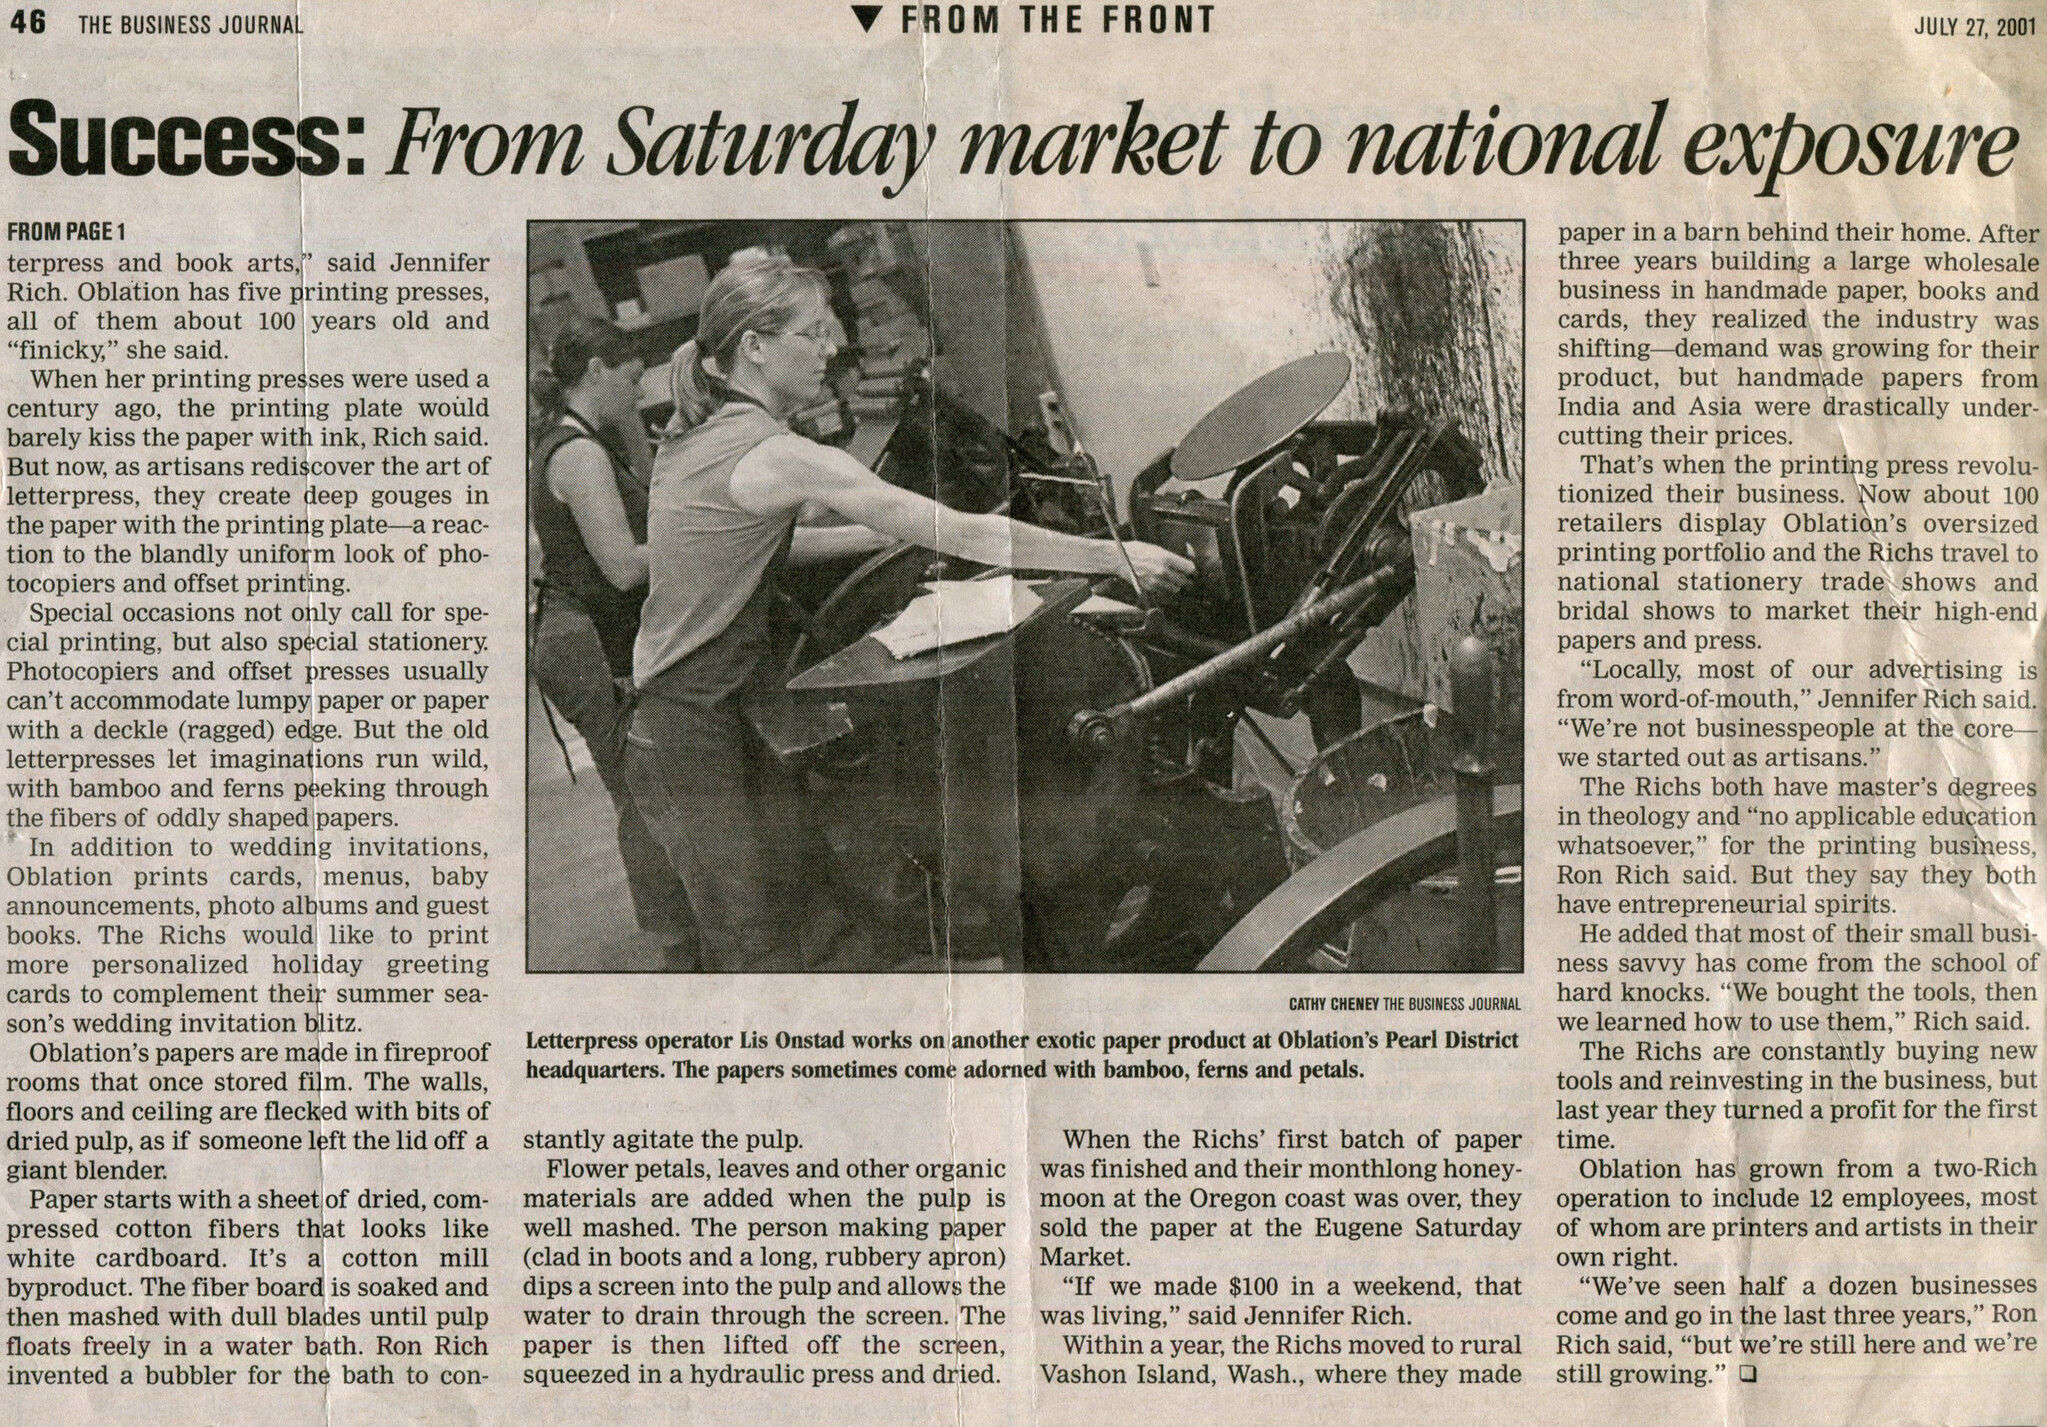 46 THE BUSINESS JOURNAL
▼ FROM THE FRONT
JULY 27, 2001
Success: From Saturday market to national exposure
FROM PAGE 1
terpress and book arts,” said Jennifer
Rich. Oblation has five printing presses,
all of them about 100 years old and
“finicky,” she said.
When her printing presses were used a
century ago, the printing plate would
barely kiss the paper with ink, Rich said.
But now, as artisans rediscover the art of
letterpress, they create deep gouges in
the paper with the printing plate—a reac-
tion to the blandly uniform look of pho-
tocopiers and offset printing.
Special occasions not only call for spe-
cial printing, but also special stationery.
Photocopiers and offset presses usually
can’t accommodate lumpy paper or paper
with a deckle (ragged) edge. But the old
letterpresses let imaginations run wild,
with bamboo and ferns peeking through
the fibers of oddly shaped papers.
In addition to wedding invitations,
Oblation prints cards, menus, baby
announcements, photo albums and guest
books. The Richs would like to print
more personalized holiday greeting
cards to complement their summer sea-
son’s wedding invitation blitz.
Oblation’s papers are made in fireproof
rooms that once stored film. The walls,
floors and ceiling are flecked with bits of
dried pulp, as if someone left the lid off a
giant blender.
Paper starts with a sheet of dried, com-
pressed cotton fibers that looks like
white cardboard. It’s a cotton mill
byproduct. The fiber board is soaked and
then mashed with dull blades until pulp
floats freely in a water bath. Ron Rich
invented a bubbler for the bath to con-
CATHY CHENEY THE BUSINESS JOURNAL
Letterpress operator Lis Onstad works on another exotic paper product at Oblation’s Pearl District
headquarters. The papers sometimes come adorned with bamboo, ferns and petals.
stantly agitate the pulp.
Flower petals, leaves and other organic
materials are added when the pulp is
well mashed. The person making paper
(clad in boots and a long, rubbery apron)
dips a screen into the pulp and allows the
water to drain through the screen. The
paper is then lifted off the screen,
squeezed in a hydraulic press and dried.
When the Richs’ first batch of paper
was finished and their monthlong honey-
moon at the Oregon coast was over, they
sold the paper at the Eugene Saturday
Market.
“If we made $100 in a weekend, that
was living,” said Jennifer Rich.
Within a year, the Richs moved to rural
Vashon Island, Wash., where they made
paper in a barn behind their home. After
three years building a large wholesale
business in handmade paper, books and
cards, they realized the industry was
shifting—demand was growing for their
product, but handmade papers from
India and Asia were drastically under-
cutting their prices.
That’s when the printing press revolu-
tionized their business. Now about 100
retailers display Oblation’s oversized
printing portfolio and the Richs travel to
national stationery trade shows and
bridal shows to market their high-end
papers and press.
“Locally, most of our advertising is
from word-of-mouth,” Jennifer Rich said.
“We’re not businesspeople at the core—
we started out as artisans.”
The Richs both have master’s degrees
in theology and “no applicable education
whatsoever,” for the printing business,
Ron Rich said. But they say they both
have entrepreneurial spirits.
He added that most of their small busi-
ness savvy has come from the school of
hard knocks. “We bought the tools, then
we learned how to use them,” Rich said.
The Richs are constantly buying new
tools and reinvesting in the business, but
last year they turned a profit for the first
time.
Oblation has grown from a two-Rich
operation to include 12 employees, most
of whom are printers and artists in their
own right.
“We’ve seen half a dozen businesses
come and go in the last three years,” Ron
Rich said, “but we’re still here and we’re
still growing.” ❑